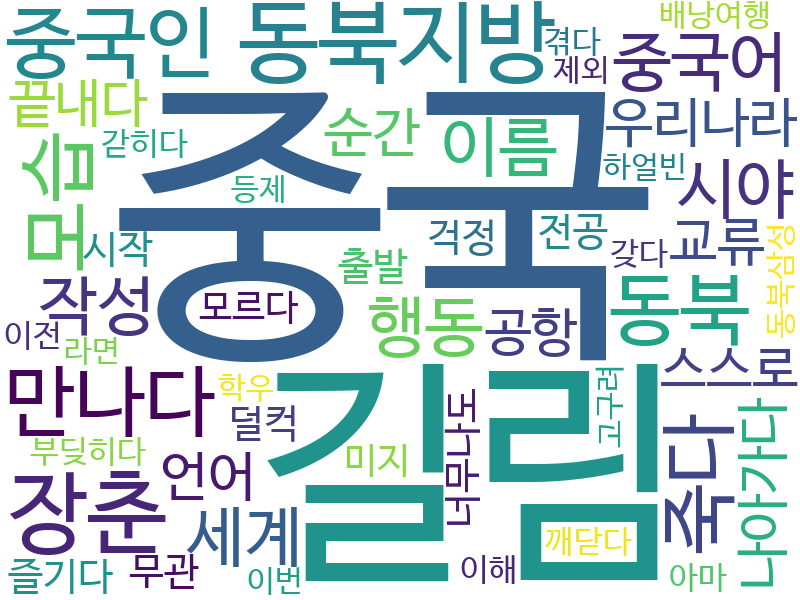 중국인
동북지방
겪다
배낭여행
제외
중국어
끝내다
갇히다
순간
이름
우리나라
모습
중국
등제
하얼빈
시야
시작
걱정
전공
갖다
교류
동북삼성
출발
작성
모르다
행동
공항
동북
이전
라면
길림
스스로
만나다
학우
덜컥
너무나도
고구려
죽다
나아가다
부딪히다
언어
미지
장춘
세계
깨닫다
즐기다
무관
이번
이해
아마